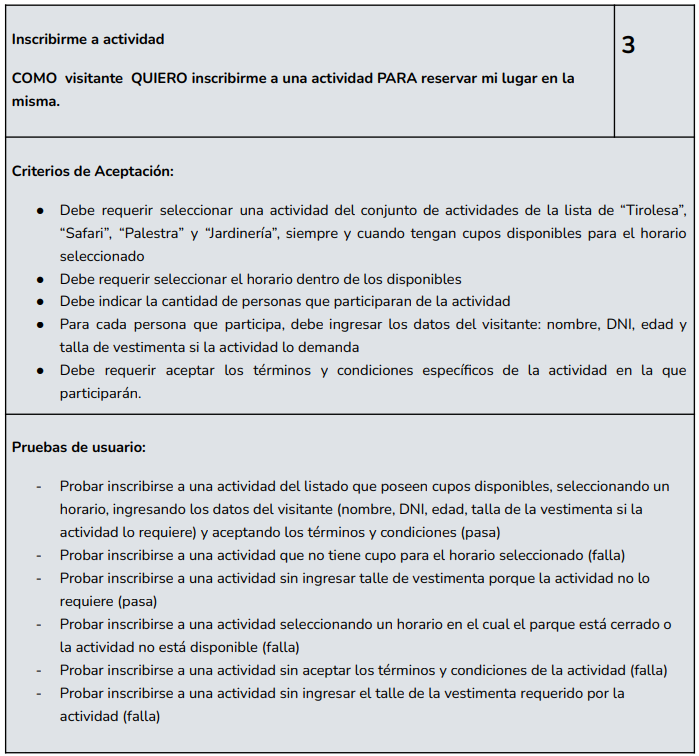 Inscribirme a actividad
3
COMO visitante QUIERO inscribirme a una actividad PARA reservar mi lugar en la
misma.
Criterios de Aceptación:
● Debe requerir seleccionar una actividad del conjunto de actividades de la lista de “Tirolesa”,
“Safari”, “Palestra” y “Jardinería”, siempre y cuando tengan cupos disponibles para el horario
seleccionado
● Debe requerir seleccionar el horario dentro de los disponibles
● Debe indicar la cantidad de personas que participaran de la actividad
● Para cada persona que participa, debe ingresar los datos del visitante: nombre, DNI, edad y
talla de vestimenta si la actividad lo demanda
● Debe requerir aceptar los términos y condiciones específicos de la actividad en la que
participarán.
Pruebas de usuario:
- Probar inscribirse a una actividad del listado que poseen cupos disponibles, seleccionando un
horario, ingresando los datos del visitante (nombre, DNI, edad, talla de la vestimenta si la
actividad lo requiere) y aceptando los términos y condiciones (pasa)
- Probar inscribirse a una actividad que no tiene cupo para el horario seleccionado (falla)
- Probar inscribirse a una actividad sin ingresar talle de vestimenta porque la actividad no lo
requiere (pasa)
- Probar inscribirse a una actividad seleccionando un horario en el cual el parque está cerrado o
la actividad no está disponible (falla)
- Probar inscribirse a una actividad sin aceptar los términos y condiciones de la actividad (falla)
- Probar inscribirse a una actividad sin ingresar el talle de la vestimenta requerido por la
actividad (falla)